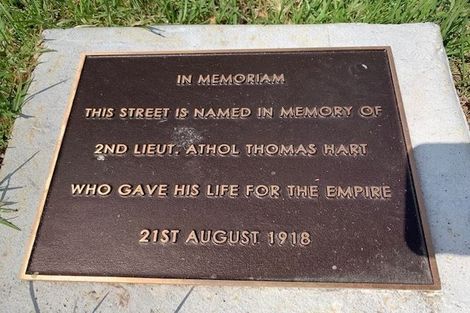 IN MEMORIAM
THIS STREET IS NAMED IN MEMORY OF
2ND LIEUT. ATHOL THOMAS HART
WHO GAVE HIS LIFE FOR THE EMPIRE
21ST AUGUST 1918